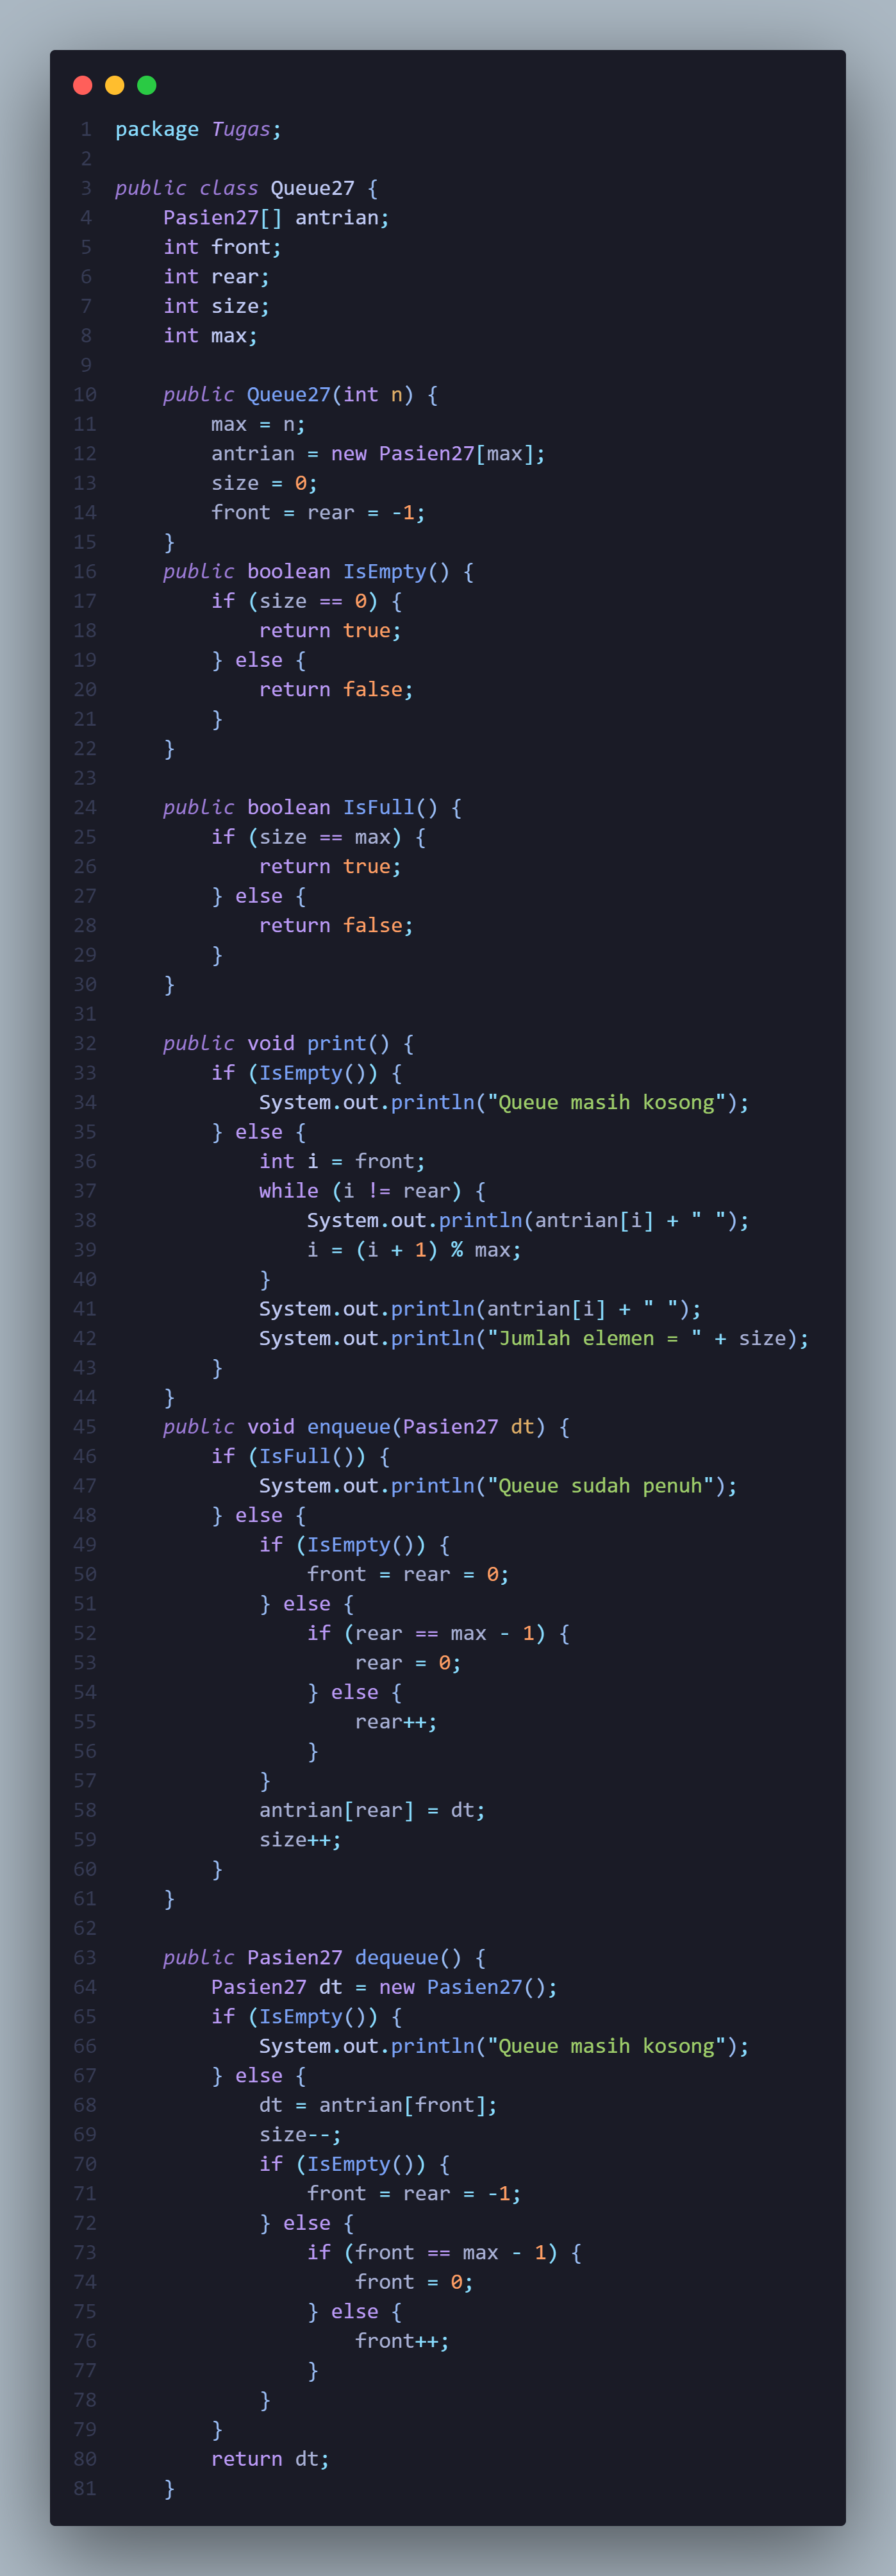 1 package Tugas;
2
3 public class Queue27 {
4     Pasien27[] antrian;
5     int front;
6     int rear;
7     int size;
8     int max;
9
10     public Queue27(int n) {
11         max = n;
12         antrian = new Pasien27[max];
13         size = 0;
14         front = rear = -1;
15     }
16     public boolean IsEmpty() {
17         if (size == 0) {
18             return true;
19         } else {
20             return false;
21         }
22     }
23
24     public boolean IsFull() {
25         if (size == max) {
26             return true;
27         } else {
28             return false;
29         }
30     }
31
32     public void print() {
33         if (IsEmpty()) {
34             System.out.println("Queue masih kosong");
35         } else {
36             int i = front;
37             while (i != rear) {
38                 System.out.println(antrian[i] + " ");
39                 i = (i + 1) % max;
40             }
41             System.out.println(antrian[i] + " ");
42             System.out.println("Jumlah elemen = " + size);
43         }
44     }
45     public void enqueue(Pasien27 dt) {
46         if (IsFull()) {
47             System.out.println("Queue sudah penuh");
48         } else {
49             if (IsEmpty()) {
50                 front = rear = 0;
51             } else {
52                 if (rear == max - 1) {
53                     rear = 0;
54                 } else {
55                     rear++;
56                 }
57             }
58             antrian[rear] = dt;
59             size++;
60         }
61     }
62
63     public Pasien27 dequeue() {
64         Pasien27 dt = new Pasien27();
65         if (IsEmpty()) {
66             System.out.println("Queue masih kosong");
67         } else {
68             dt = antrian[front];
69             size--;
70             if (IsEmpty()) {
71                 front = rear = -1;
72             } else {
73                 if (front == max - 1) {
74                     front = 0;
75                 } else {
76                     front++;
77                 }
78             }
79         }
80         return dt;
81     }